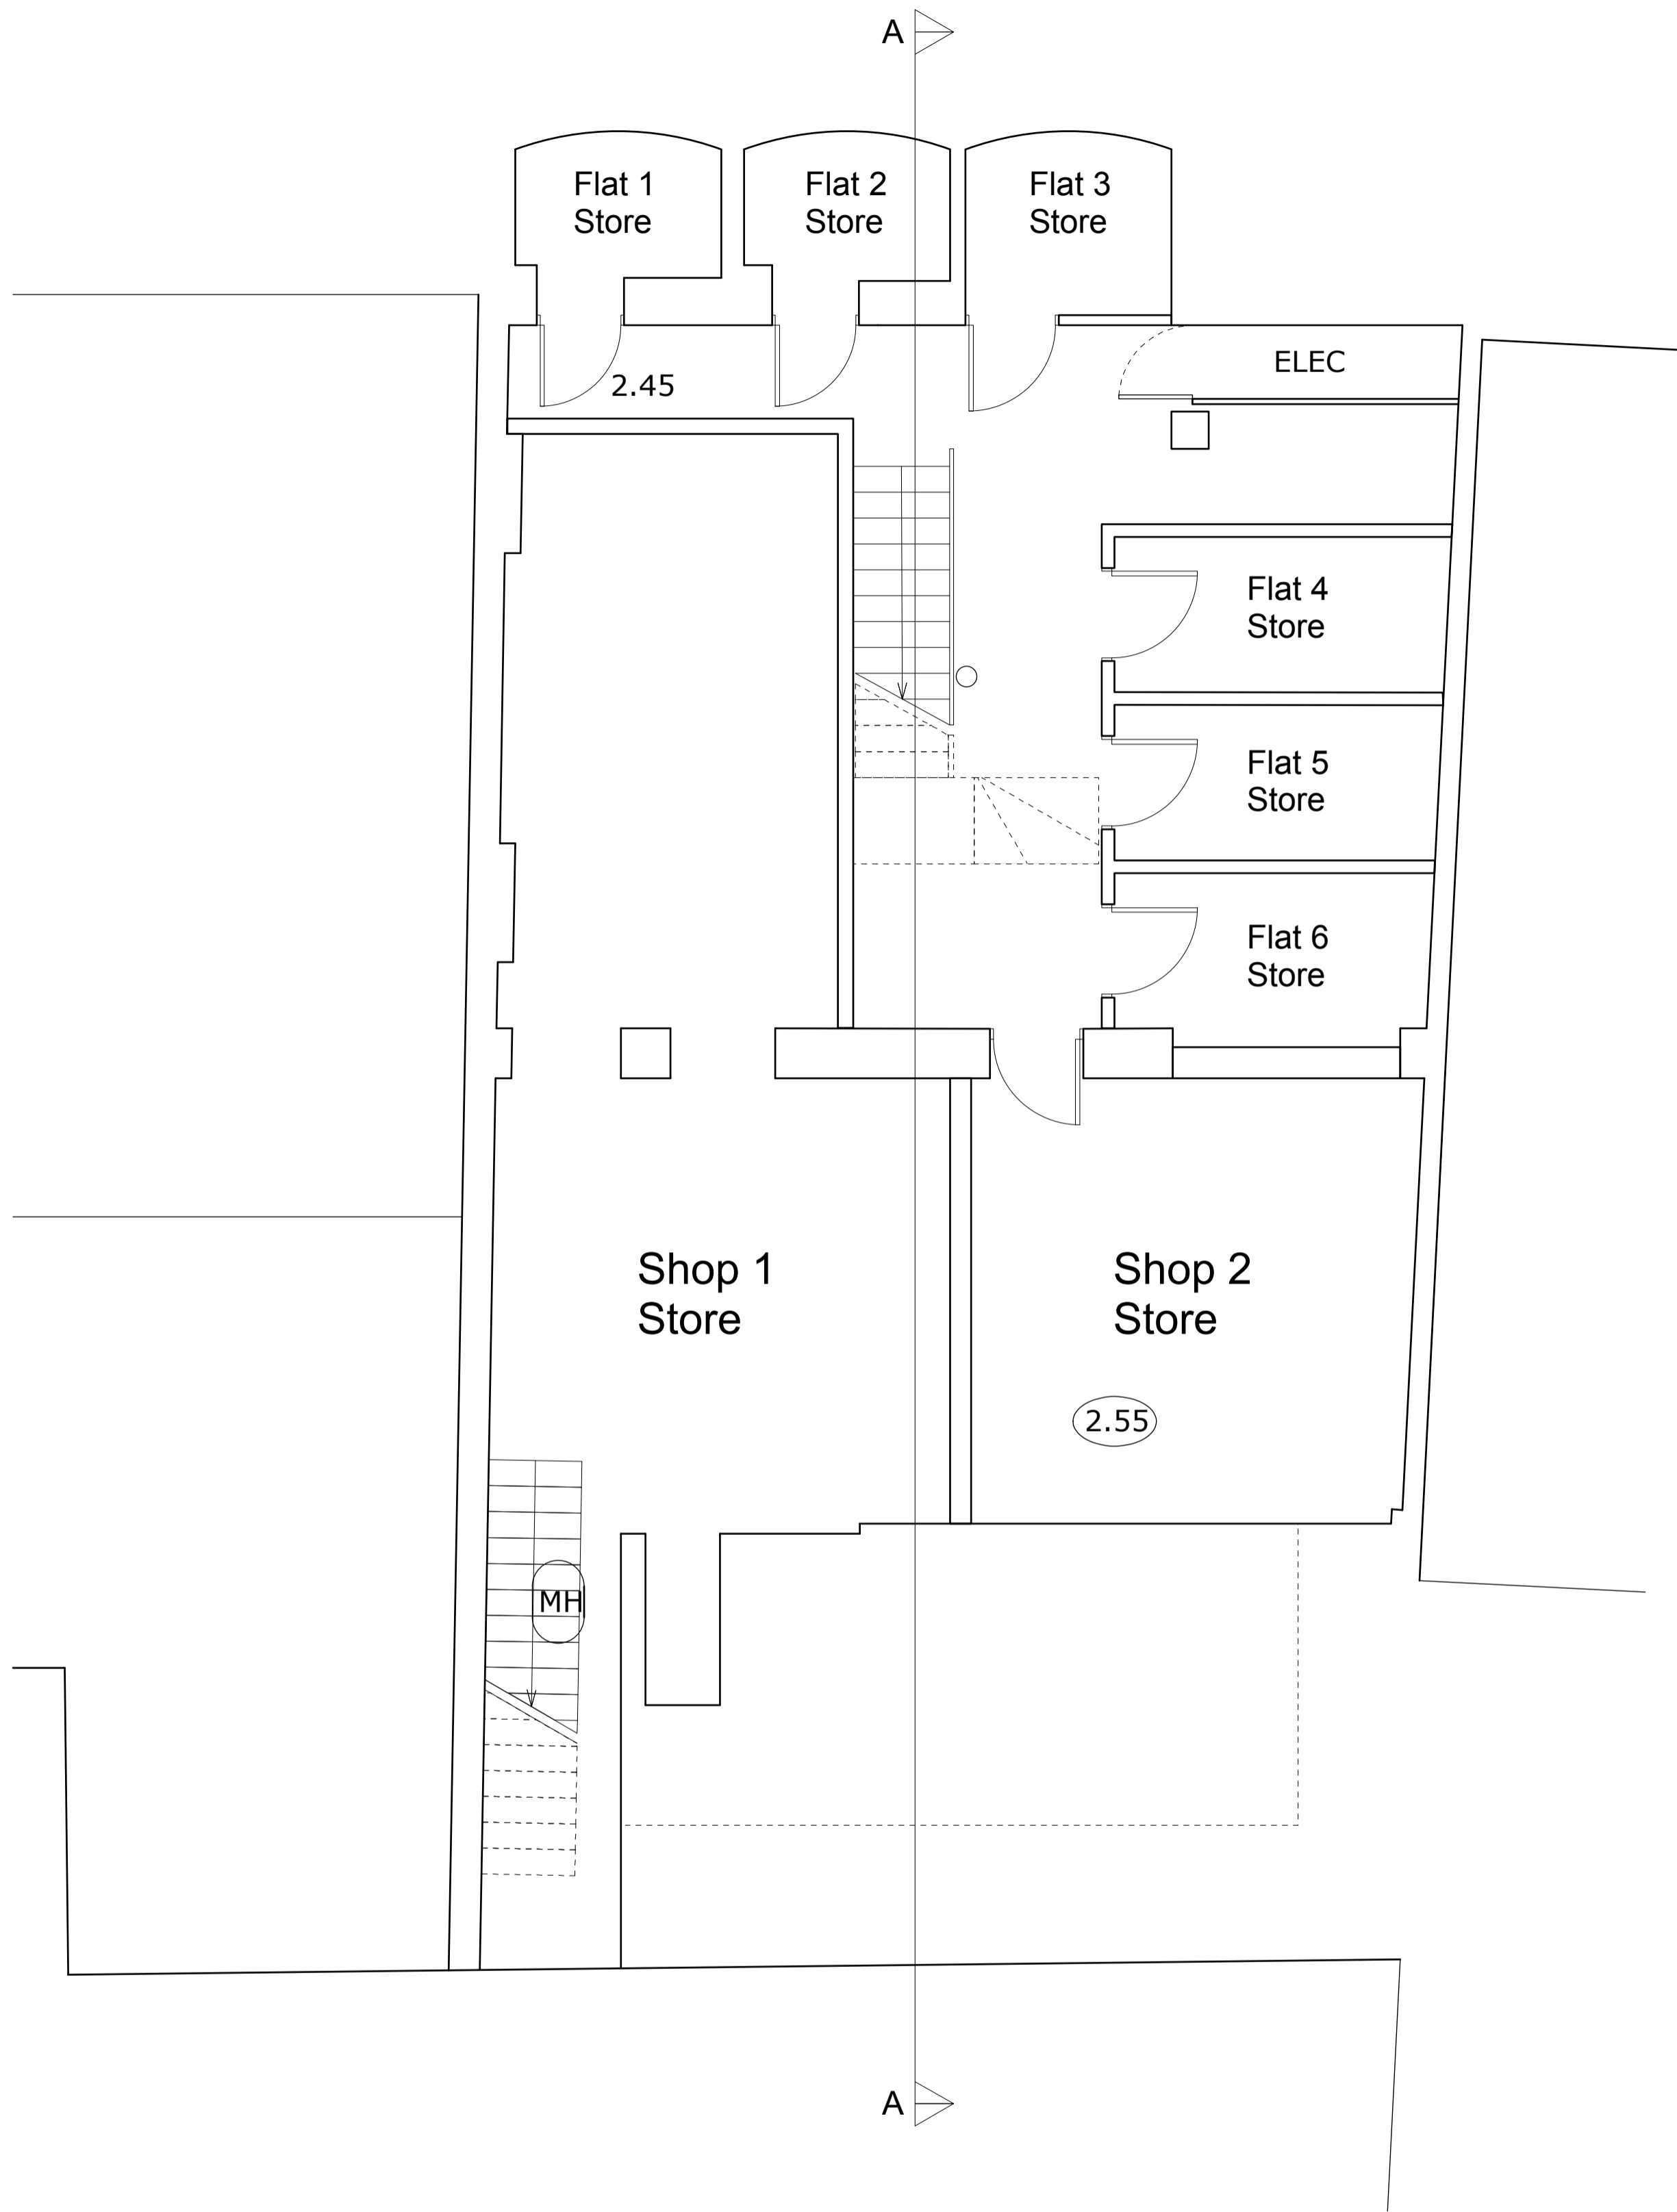 A
Flat 1
Store
Flat 2
Store
Flat 3
Store
ELEC
2.45
Flat 4
Store
Flat 5
Store
Flat 6
Store
Shop 1
Store
Shop 2
Store
2.55
MH
A